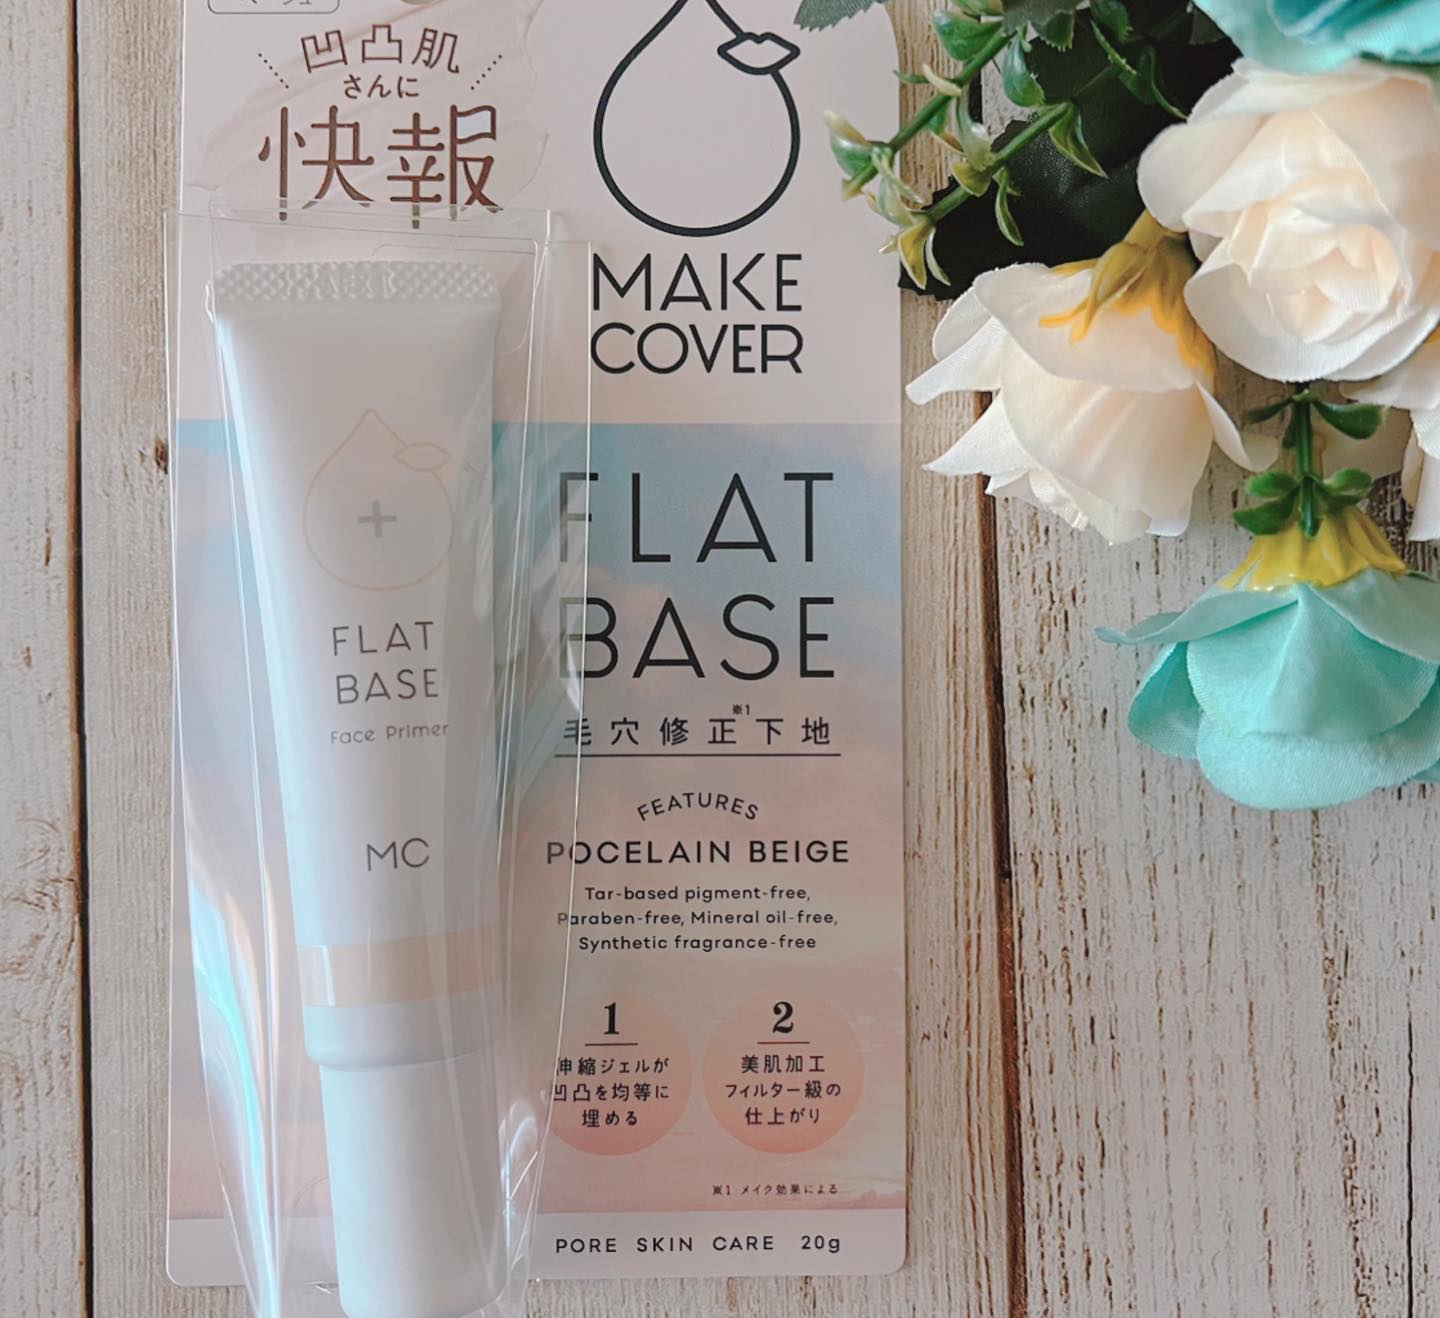 凹凸肌
さんに
快報
MAKE
COVER
FLAT
BASE
毛穴修正下地
※1
FEATURES
POCELAIN BEIGE
Tar-based pigment-free,
Paraben-free, Mineral oil-free,
Synthetic fragrance-free
1
伸縮ジェルが
凹凸を均等に
埋める
2
美肌加工
フィルター級の
仕上がり
※1 メイク効果による
PORE SKIN CARE 20g
+
FLAT
BASE
Face Primer
MC